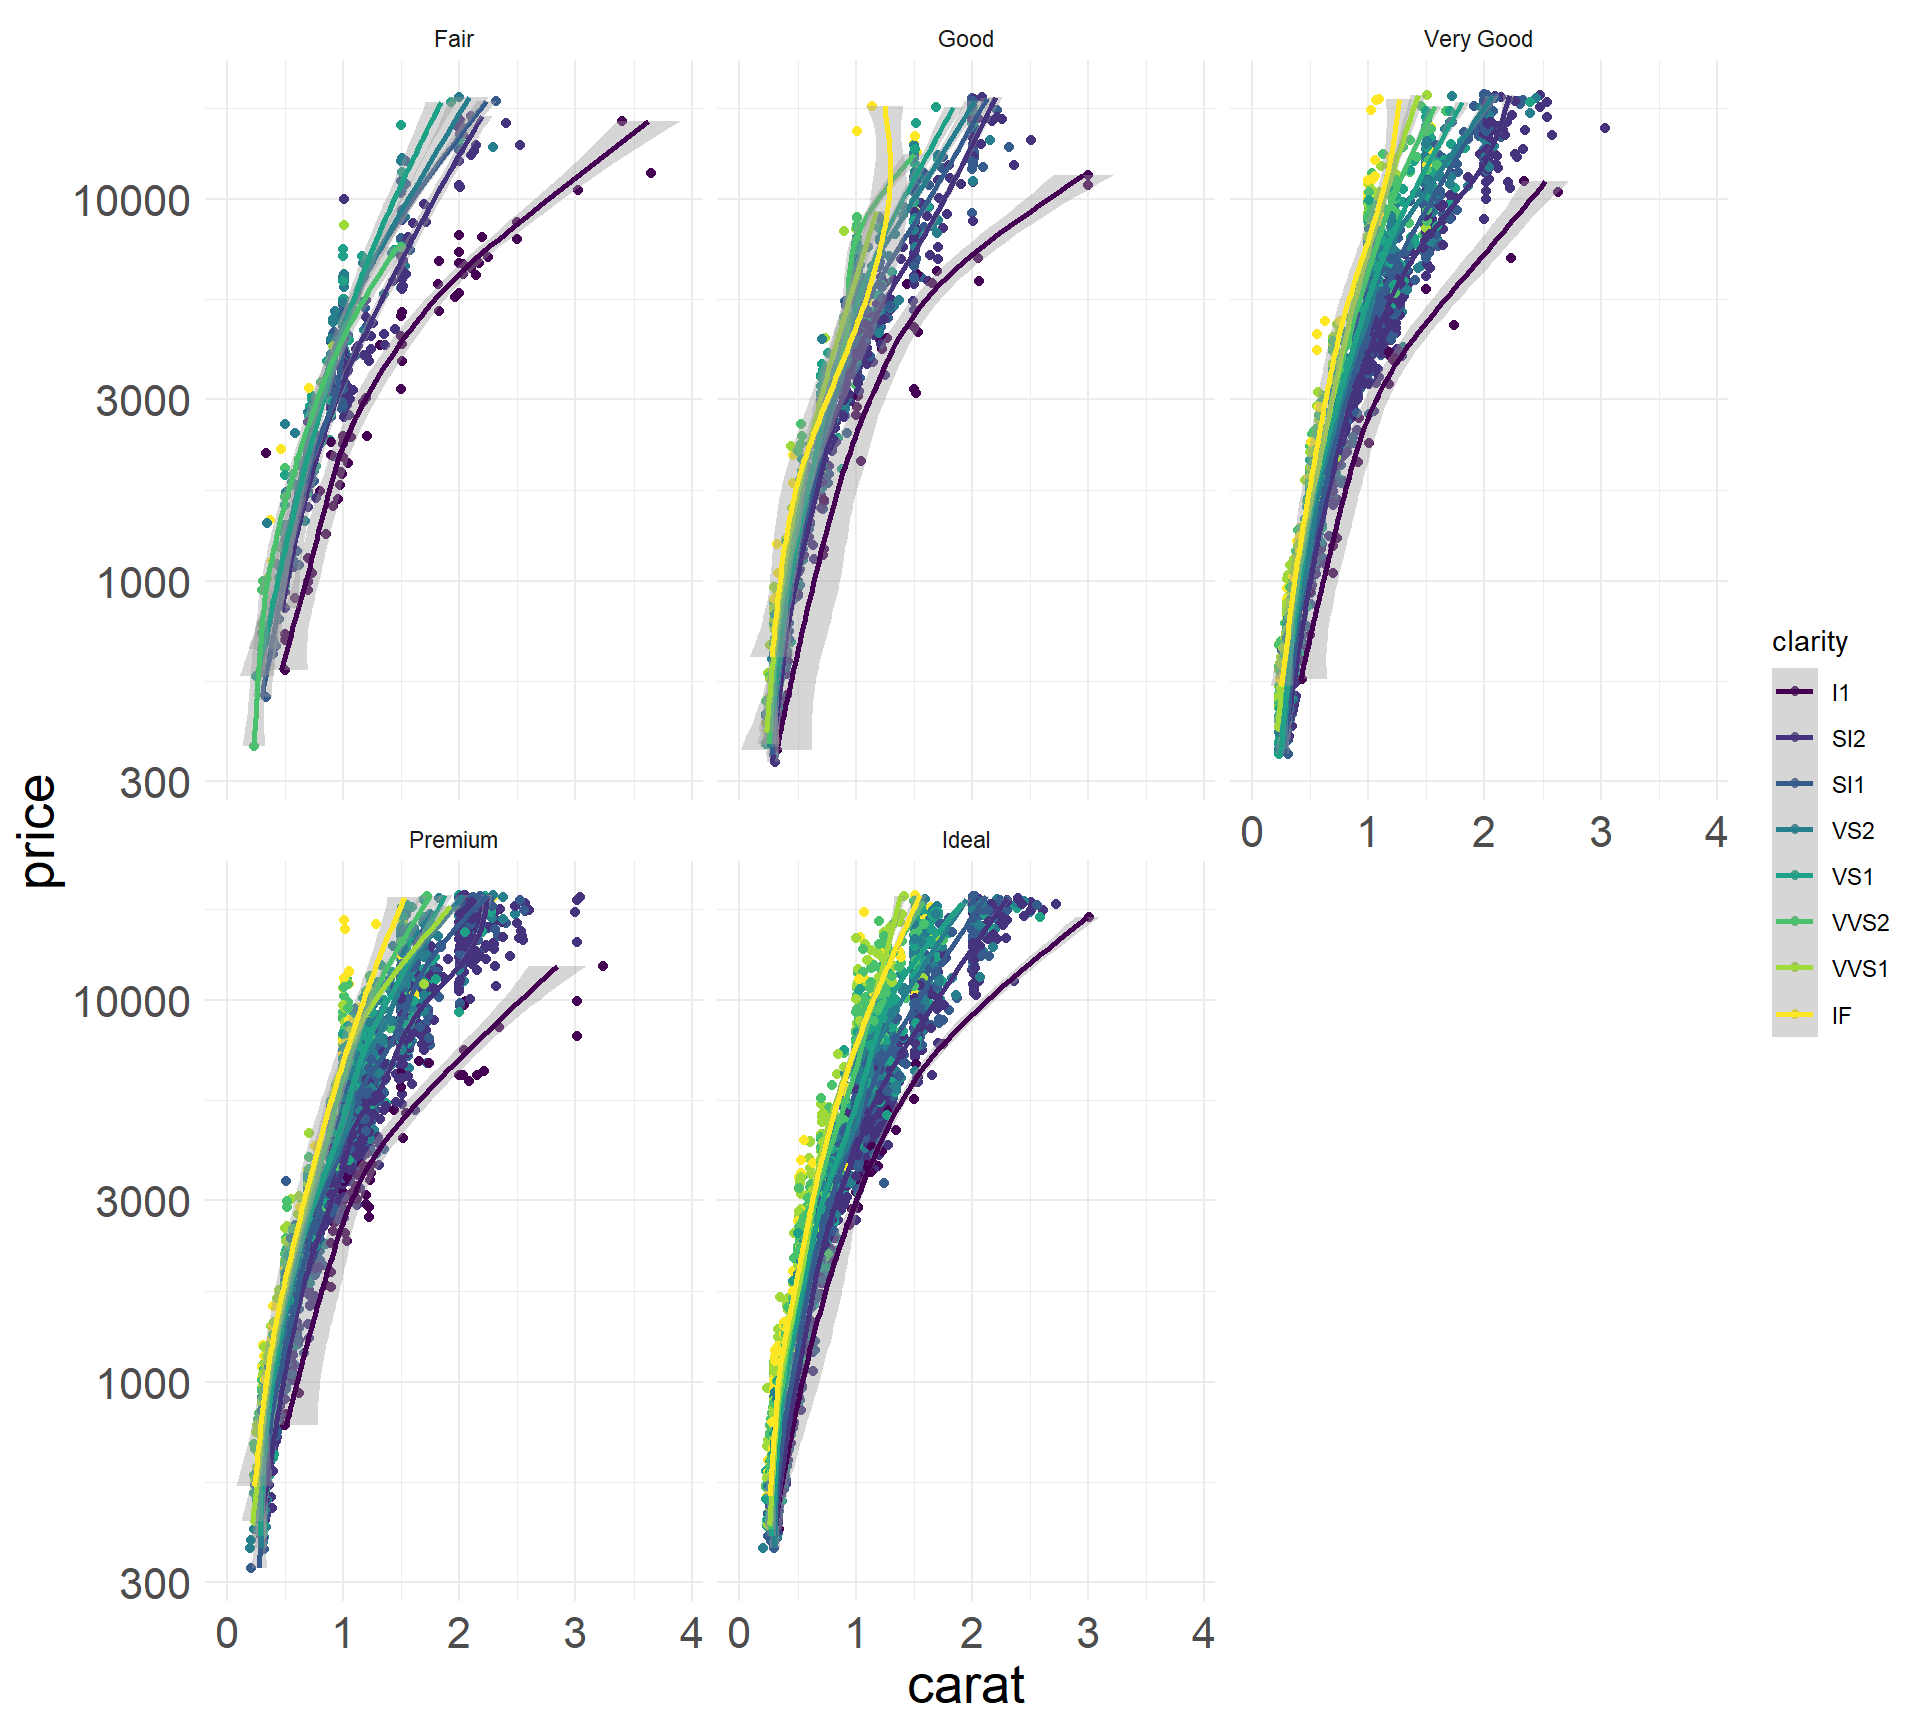 Fair
Good
Very Good
10000
3000
1000
300
0 1 2 3 4
Premium
Ideal
10000
3000
1000
300
0 1 2 3 4
0 1 2 3 4
price
carat
clarity
I1
SI2
SI1
VS2
VS1
VVS2
VVS1
IF